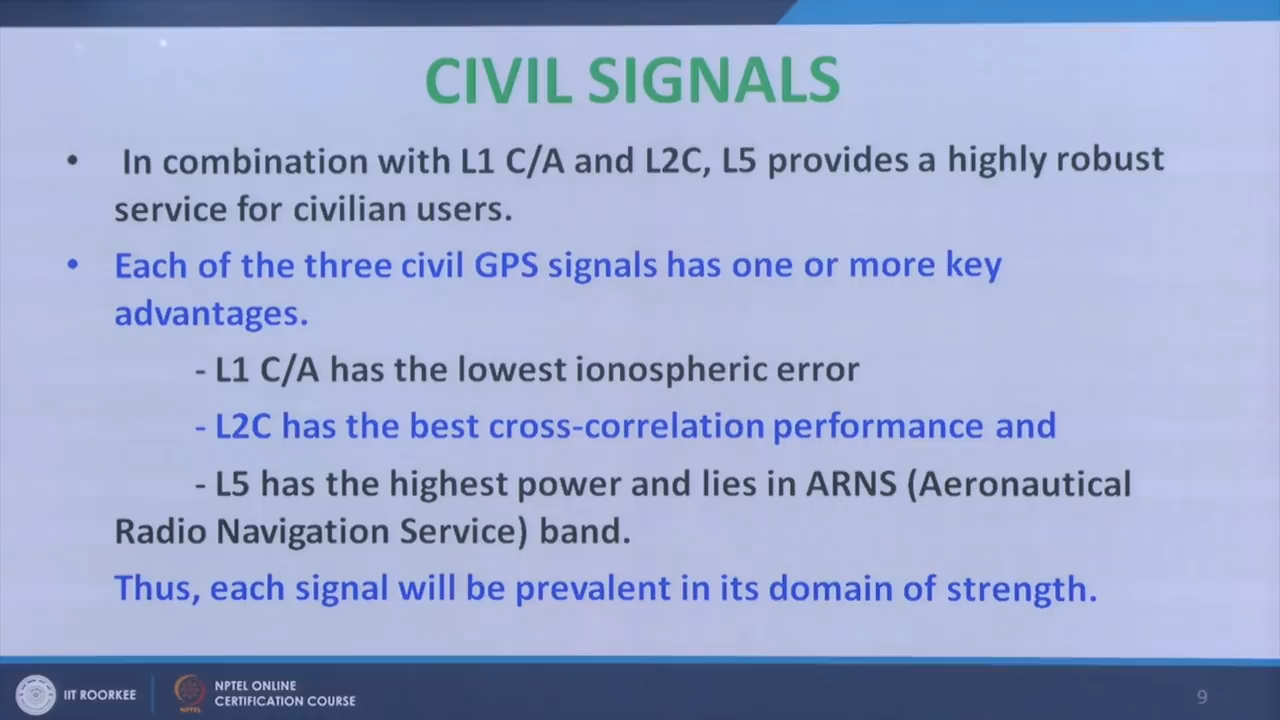 CIVIL SIGNALS
• In combination with L1 C/A and L2C, L5 provides a highly robust
service for civilian users.
• Each of the three civil GPS signals has one or more key
advantages.
- L1 C/A has the lowest ionospheric error
- L2C has the best cross-correlation performance and
- L5 has the highest power and lies in ARNS (Aeronautical
Radio Navigation Service) band.
Thus, each signal will be prevalent in its domain of strength.
IIT ROORKEE
NPTEL
NPTEL ONLINE
CERTIFICATION COURSE
9